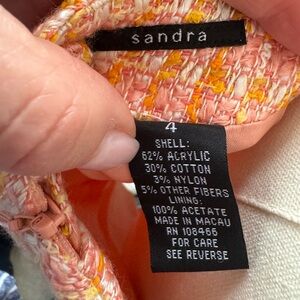 sandra
4
SHELL:
62% ACRYLIC
30% COTTON
3% NYLON
5% OTHER FIBERS
LINING:
100% ACETATE
MADE IN MACAU
RN 108466
FOR CARE
SEE REVERSE